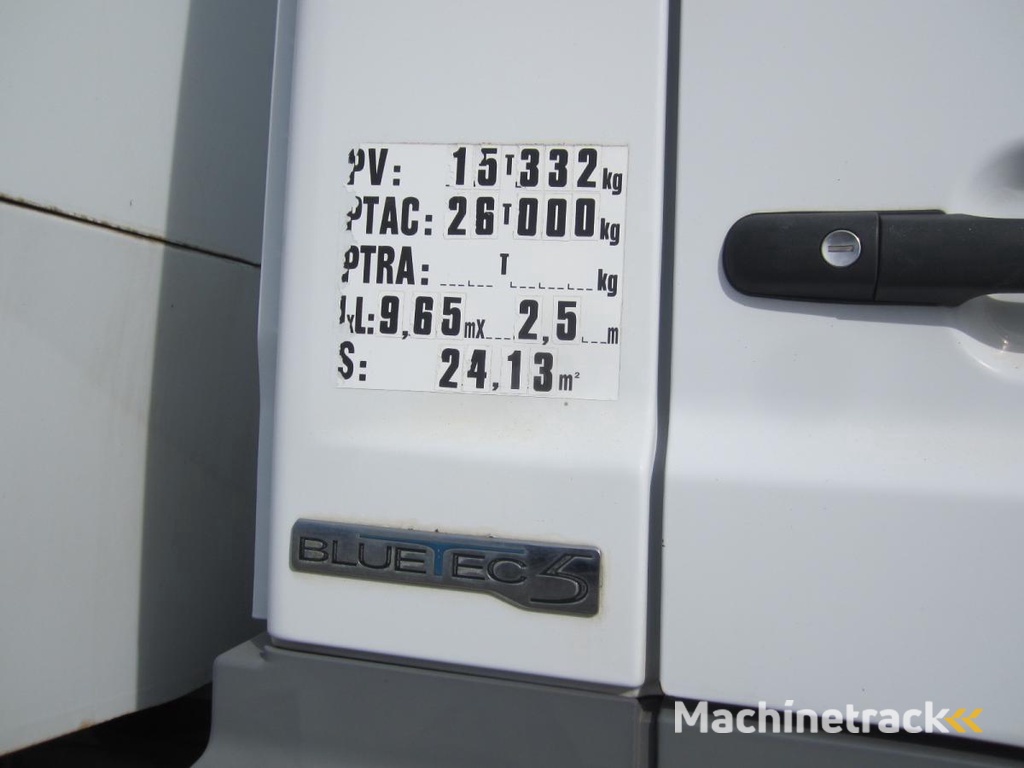 PV: 15 T 332 kg
PTAC: 26 T 000 kg
PTRA: T kg
L: 9,65 m X 2,5 m
S: 24,13 m²
BLUETEC 5
Machinetrack